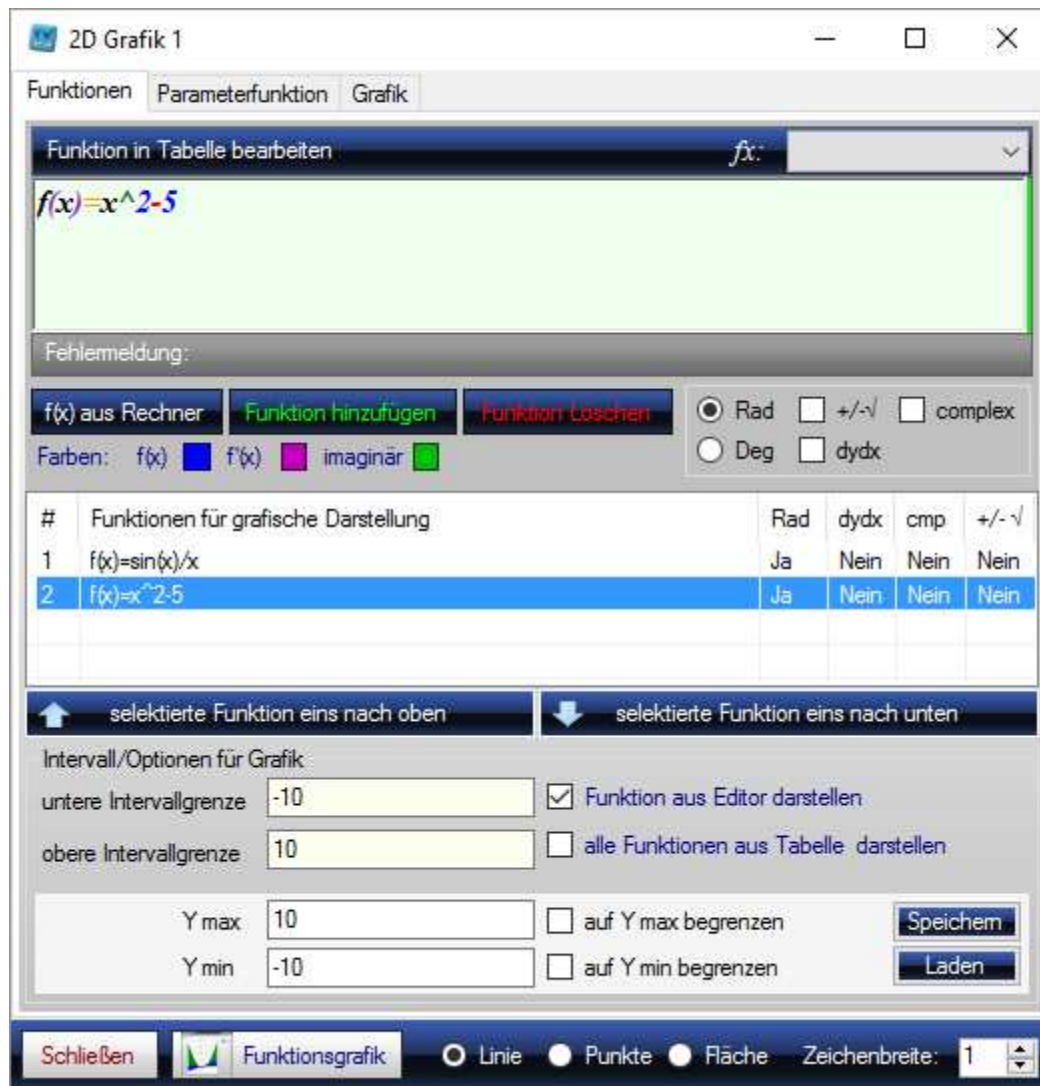 2D Grafik 1
Funktionen Parameterfunktion Grafik
Funktion in Tabelle bearbeiten fx:
f(x)=x^2-5
Fehlermeldung:
f(x) aus Rechner Funktion hinzufügen Funktion Löschen Rad +/-√ complex
Farben: f(x) f'(x) imaginär Deg dydx
# Funktionen für grafische Darstellung Rad dydx cmp +/-√
1 f(x)=sin(x)/x Ja Nein Nein Nein
2 f(x)=x^2-5 Ja Nein Nein Nein
selektierte Funktion eins nach oben selektierte Funktion eins nach unten
Intervall/Optionen für Grafik
untere Intervallgrenze -10 Funktion aus Editor darstellen
obere Intervallgrenze 10 alle Funktionen aus Tabelle darstellen
Y max 10 auf Y max begrenzen Speichern
Y min -10 auf Y min begrenzen Laden
Schließen Funktionsgrafik Linie Punkte Fläche Zeichenbreite: 1